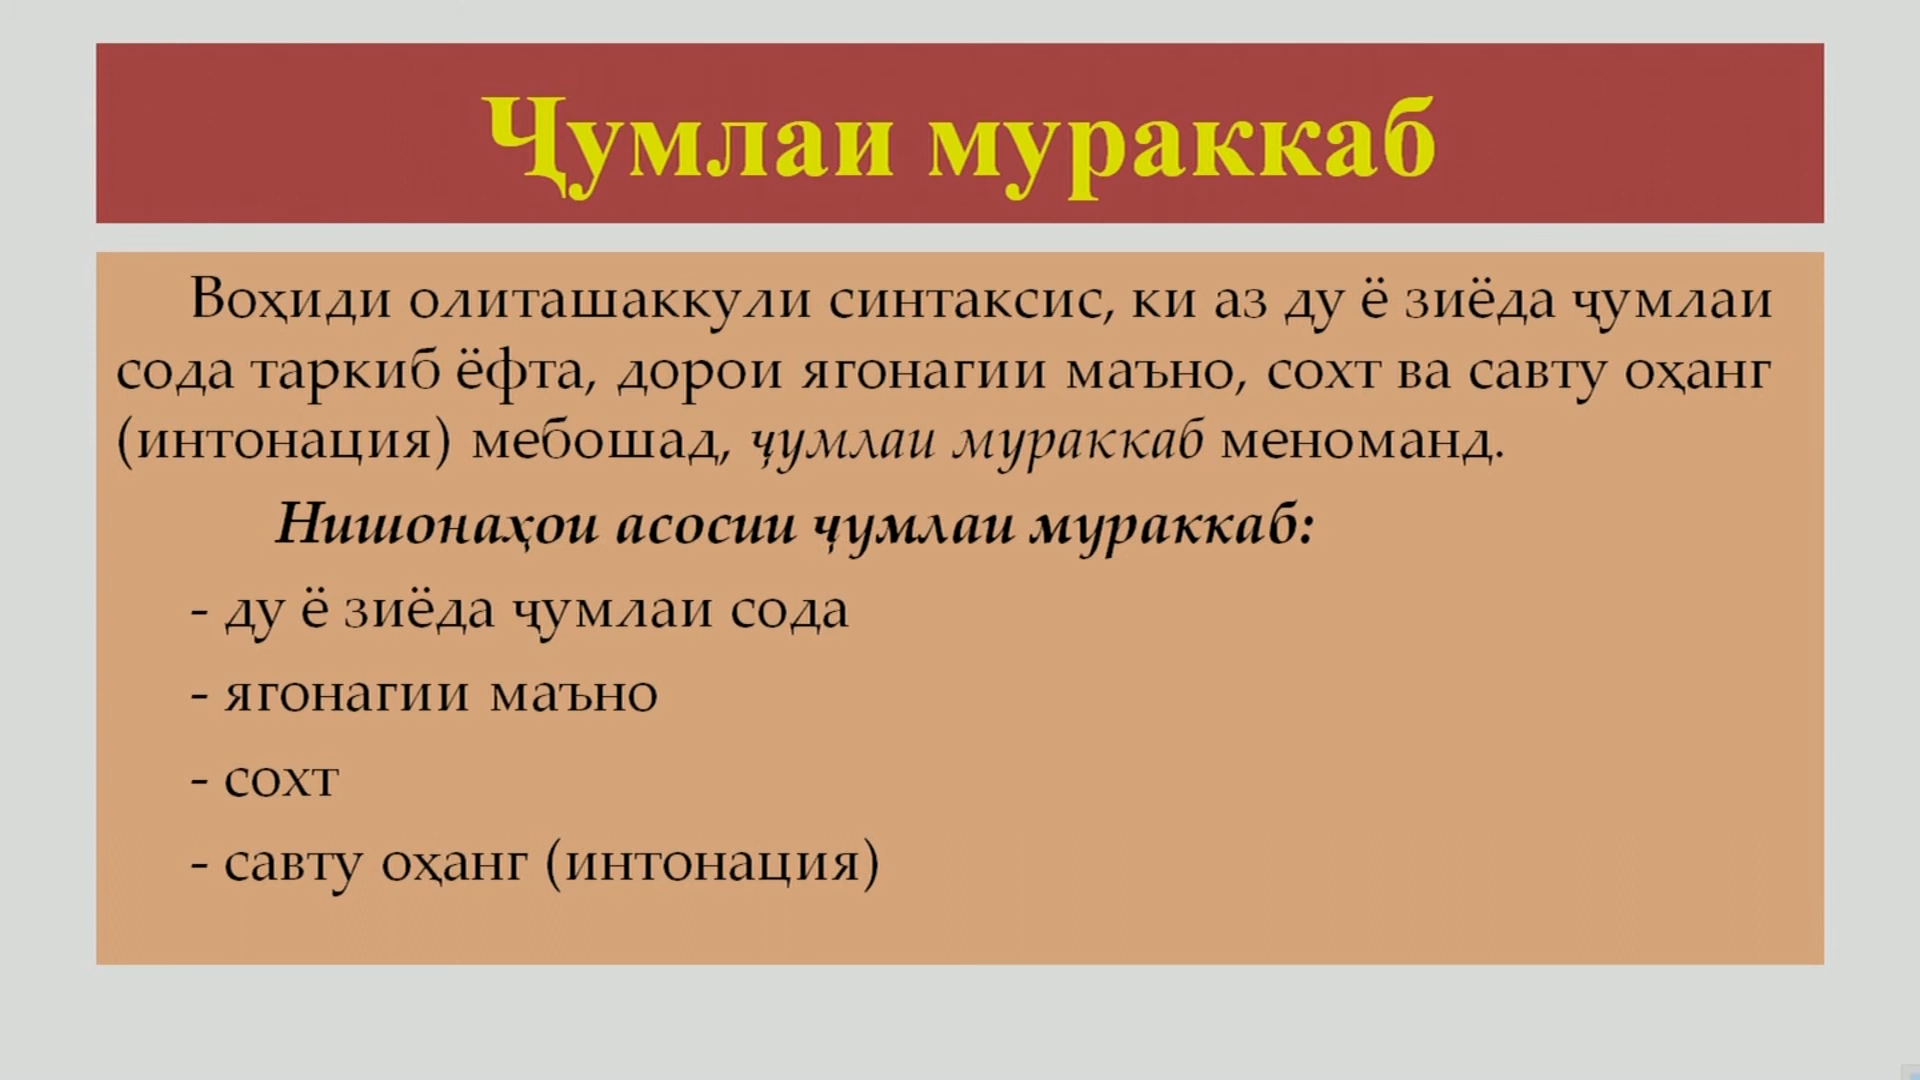 Ҷумлаи мураккаб
Воҳиди олиташаккули синтаксис, ки аз ду ё зиёда ҷумлаи
сода таркиб ёфта, дорои ягонагии маъно, сохт ва савту оҳанг
(интонация) мебошад, ҷумлаи мураккаб меноманд.
Нишонаҳои асосии ҷумлаи мураккаб:
- ду ё зиёда ҷумлаи сода
- ягонагии маъно
- сохт
- савту оҳанг (интонация)